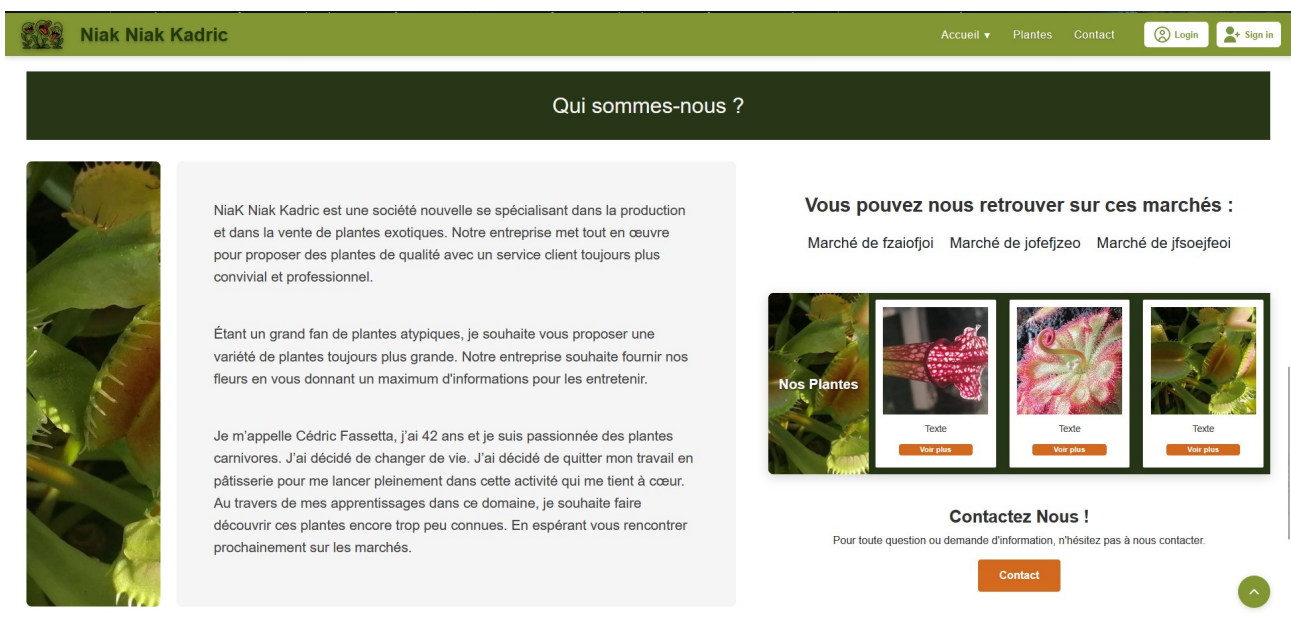 Niak Niak Kadric
Accueil ▾ Plantes Contact Login Sign in
Qui sommes-nous ?
NiaK Niak Kadric est une société nouvelle se spécialisant dans la production
et dans la vente de plantes exotiques. Notre entreprise met tout en œuvre
pour proposer des plantes de qualité avec un service client toujours plus
convivial et professionnel.
Étant un grand fan de plantes atypiques, je souhaite vous proposer une
variété de plantes toujours plus grande. Notre entreprise souhaite fournir nos
fleurs en vous donnant un maximum d'informations pour les entretenir.
Je m’appelle Cédric Fassetta, j’ai 42 ans et je suis passionnée des plantes
carnivores. J’ai décidé de changer de vie. J’ai décidé de quitter mon travail en
pâtisserie pour me lancer pleinement dans cette activité qui me tient à cœur.
Au travers de mes apprentissages dans ce domaine, je souhaite faire
découvrir ces plantes encore trop peu connues. En espérant vous rencontrer
prochainement sur les marchés.
Vous pouvez nous retrouver sur ces marchés :
Marché de fzaiofjoi Marché de jofefjzeo Marché de jfsoejfeoi
Nos Plantes
Texte Texte Texte
Voir plus Voir plus Voir plus
Contactez Nous !
Pour toute question ou demande d'information, n'hésitez pas à nous contacter.
Contact